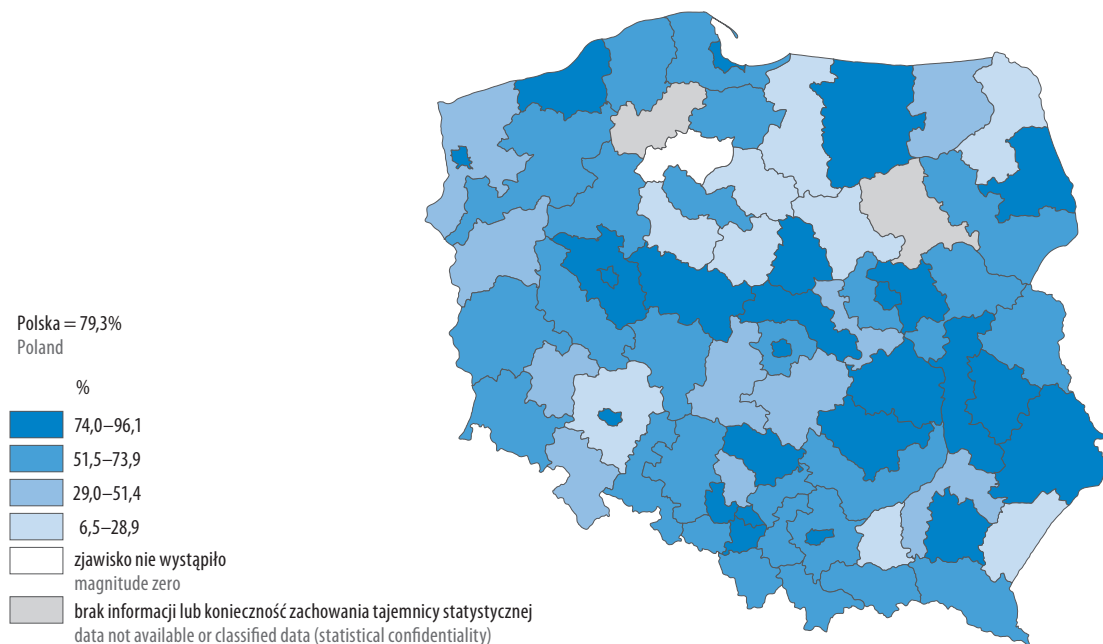 Polska = 79,3%
Poland
%
74,0–96,1
51,5–73,9
29,0–51,4
6,5–28,9
zjawisko nie wystąpiło
magnitude zero
brak informacji lub konieczność zachowania tajemnicy statystycznej
data not available or classified data (statistical confidentiality)